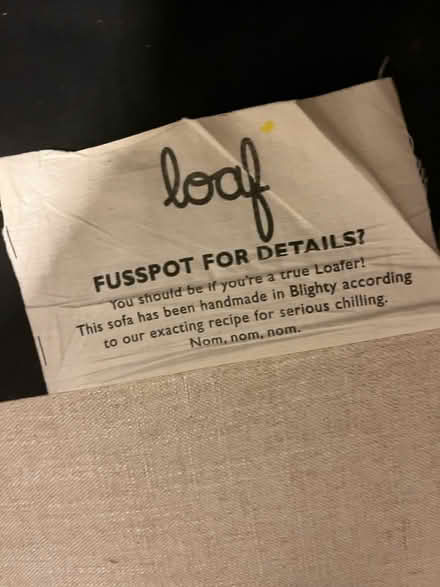 loaf
FUSSPOT FOR DETAILS?
You should be if you're a true Loafer!
This sofa has been handmade in Blighty according
to our exacting recipe for serious chilling.
Nom, nom, nom.